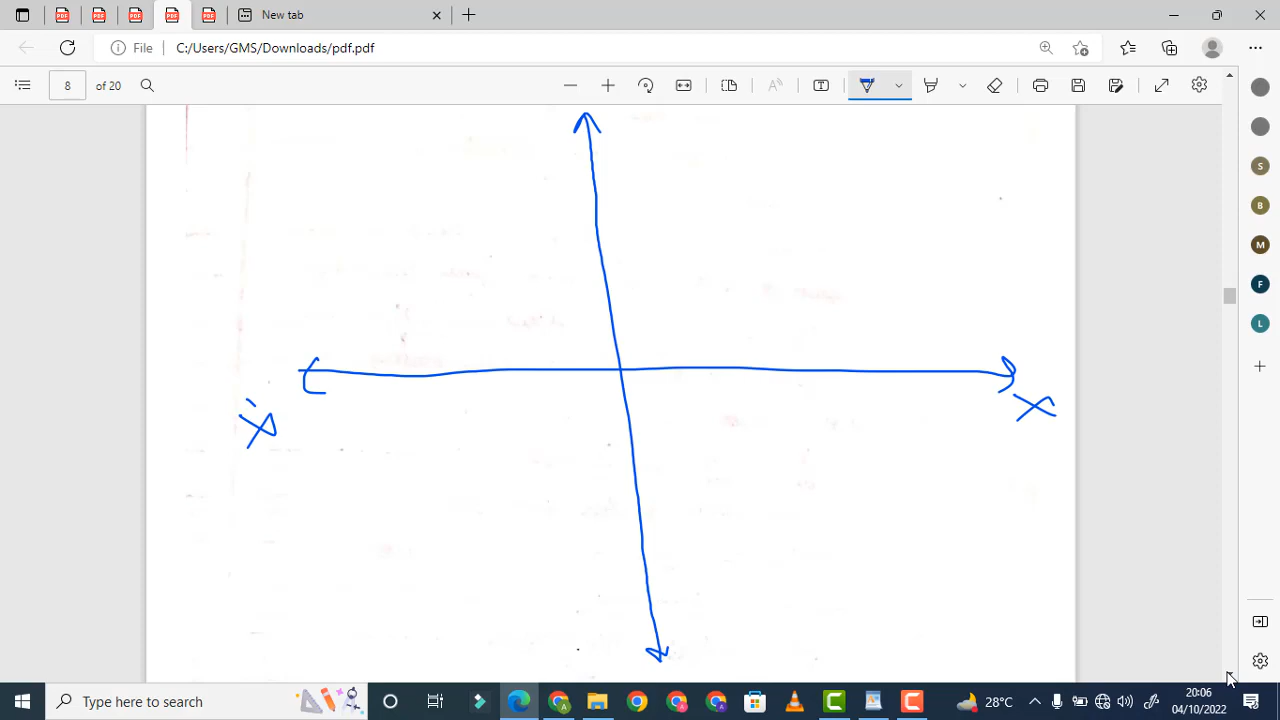 New tab
File C:/Users/GMS/Downloads/pdf.pdf
8 of 20
S
B
M
F
L
X
X
Type here to search
28°C
20:06
04/10/2022